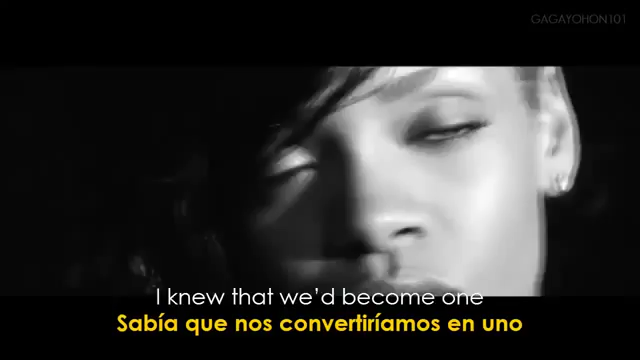 GAGAYOHON101
I knew that we'd become one
Sabía que nos convertiríamos en uno